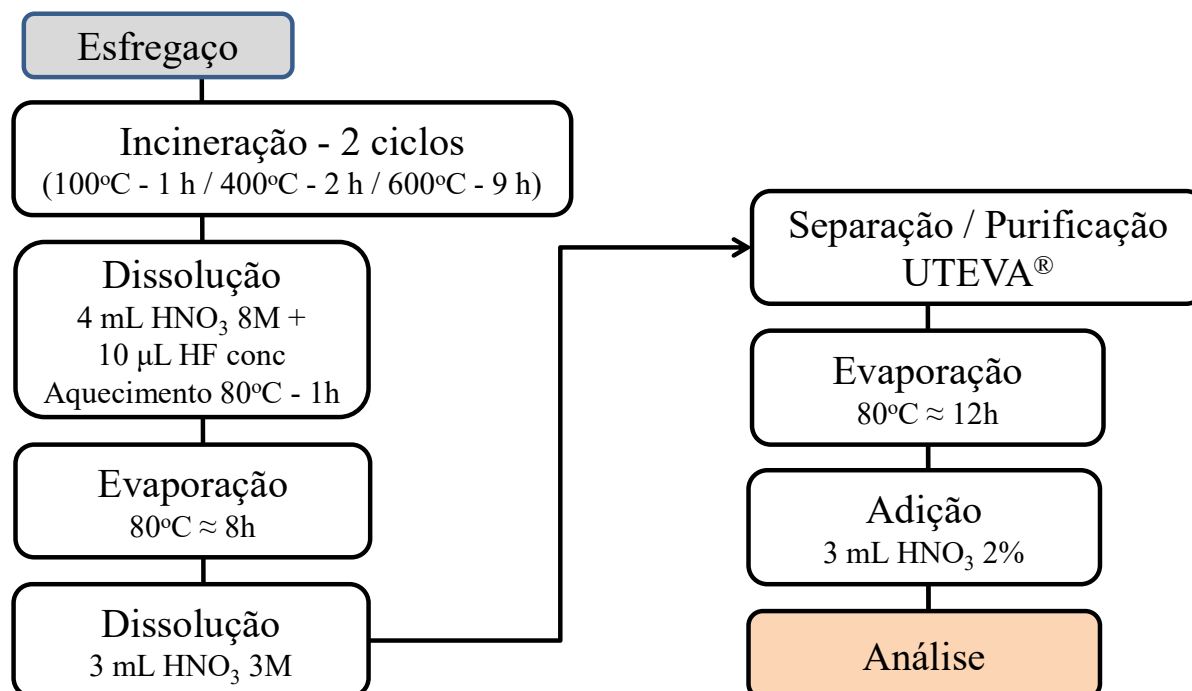 Esfregaço
Incineração - 2 ciclos
(100ºC - 1 h / 400ºC - 2 h / 600ºC - 9 h)
Dissolução
4 mL HNO₃ 8M +
10 μL HF conc
Aquecimento 80ºC - 1h
Evaporação
80ºC ≈ 8h
Dissolução
3 mL HNO₃ 3M
Separação / Purificação
UTEVA®
Evaporação
80ºC ≈ 12h
Adição
3 mL HNO₃ 2%
Análise